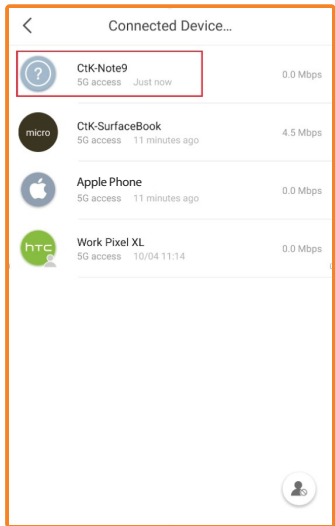 Connected Device...
CtK-Note9
5G access Just now
0.0 Mbps
micro
CtK-SurfaceBook
5G access 11 minutes ago
4.5 Mbps
Apple Phone
5G access 11 minutes ago
0.0 Mbps
hTC
Work Pixel XL
5G access 10/04 11:14
0.0 Mbps